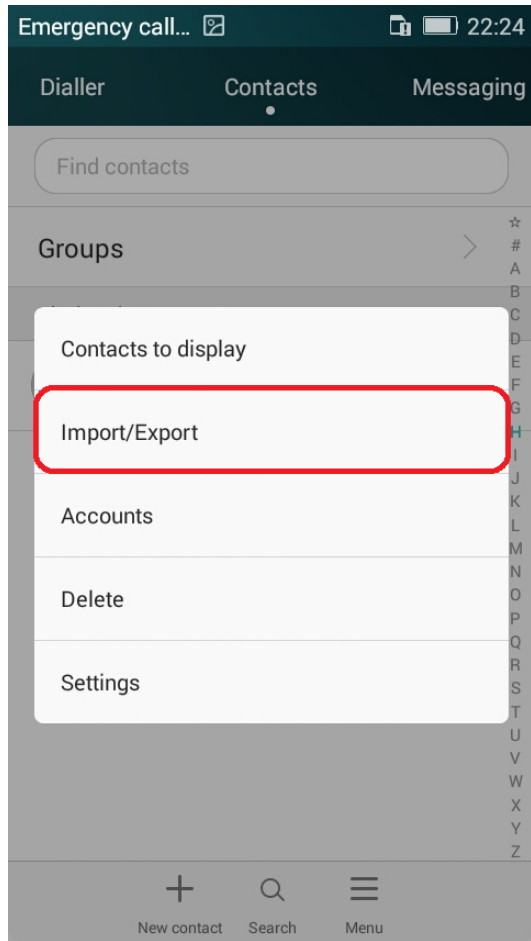 Emergency call... 22:24
Dialler Contacts Messaging
Find contacts
Groups
Contacts to display
Import/Export
Accounts
Delete
Settings
☆
#
A
B
C
D
E
F
G
H
I
J
K
L
M
N
O
P
Q
R
S
T
U
V
W
X
Y
Z
New contact Search Menu